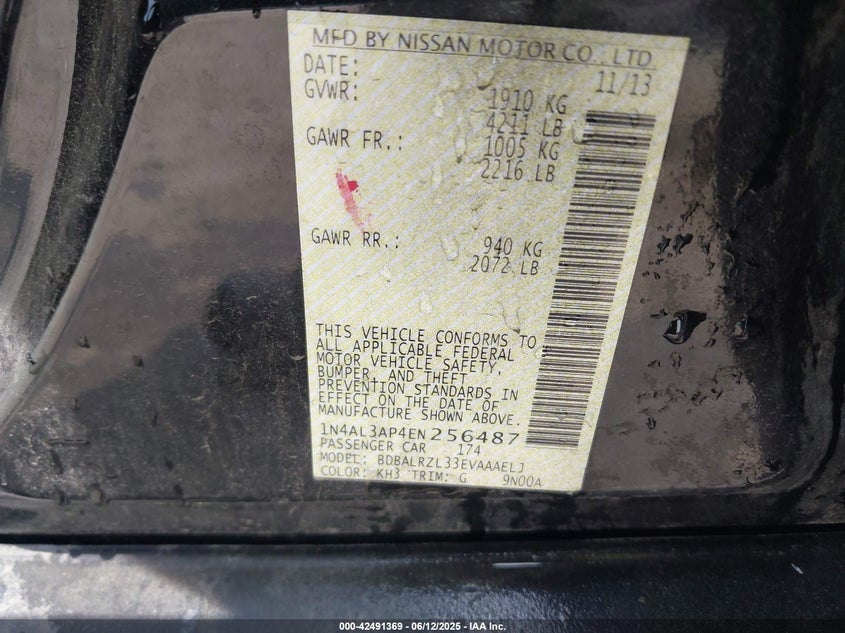 MFD BY NISSAN MOTOR CO., LTD
DATE: 11/13
GVWR: 1910 KG
4211 LB
GAWR FR.: 1005 KG
2216 LB
GAWR RR.: 940 KG
2072 LB
THIS VEHICLE CONFORMS TO
ALL APPLICABLE FEDERAL
MOTOR VEHICLE SAFETY,
BUMPER, AND THEFT
PREVENTION STANDARDS IN
EFFECT ON THE DATE OF
MANUFACTURE SHOWN ABOVE.
1N4AL3AP4EN256487
PASSENGER CAR 174
MODEL: BDBALRZL33EVAAAELJ
COLOR: KH3 TRIM: G 9N00A
000-42491369 - 06/12/2025 - IAA Inc.